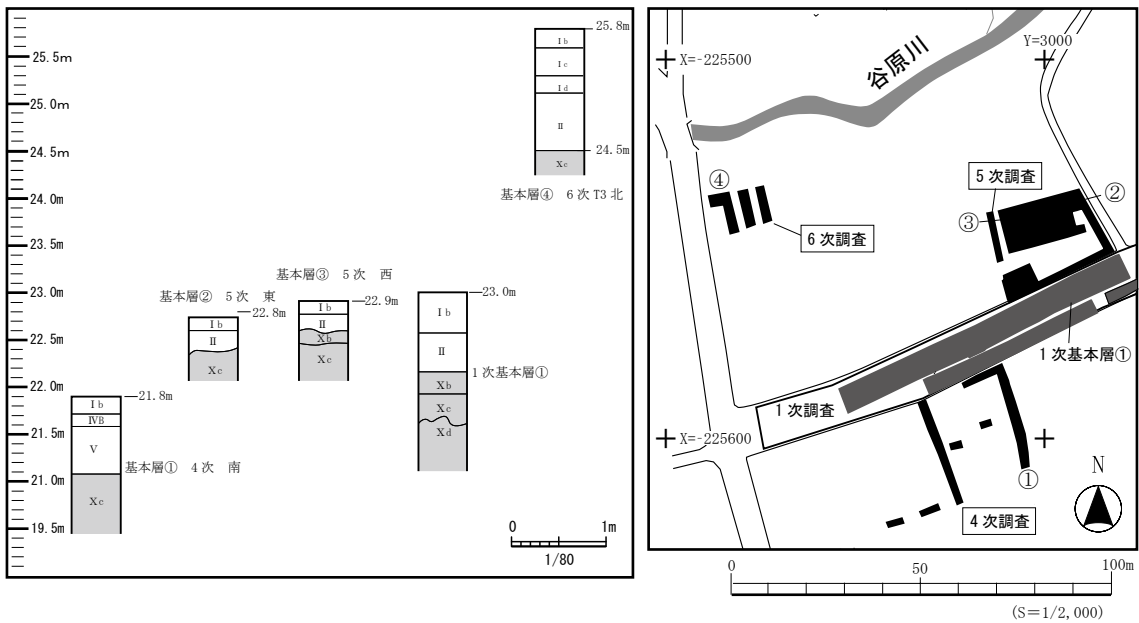 25.5m
25.0m
24.5m
24.0m
23.5m
23.0m
22.5m
22.0m
21.5m
21.0m
19.5m
25.8m
Ⅰb
Ⅰc
Ⅰd
Ⅱ
24.5m
Ⅹc
基本層④ 6次T3北
基本層③ 5次 西
22.9m
Ⅰb
Ⅱ
Ⅹb
Ⅹc
基本層② 5次 東
22.8m
Ⅰb
Ⅱ
Ⅹc
23.0m
Ⅰb
Ⅱ
1次基本層①
Ⅹb
Ⅹc
Ⅹd
21.8m
Ⅰb
ⅣB
Ⅴ
基本層① 4次 南
Ⅹc
0 1m
1/80
X=-225500
谷原川
Y=3000
5次調査
②
③
④
6次調査
1次基本層①
1次調査
X=-225600
①
4次調査
N
0 50 100m
(S=1/2,000)